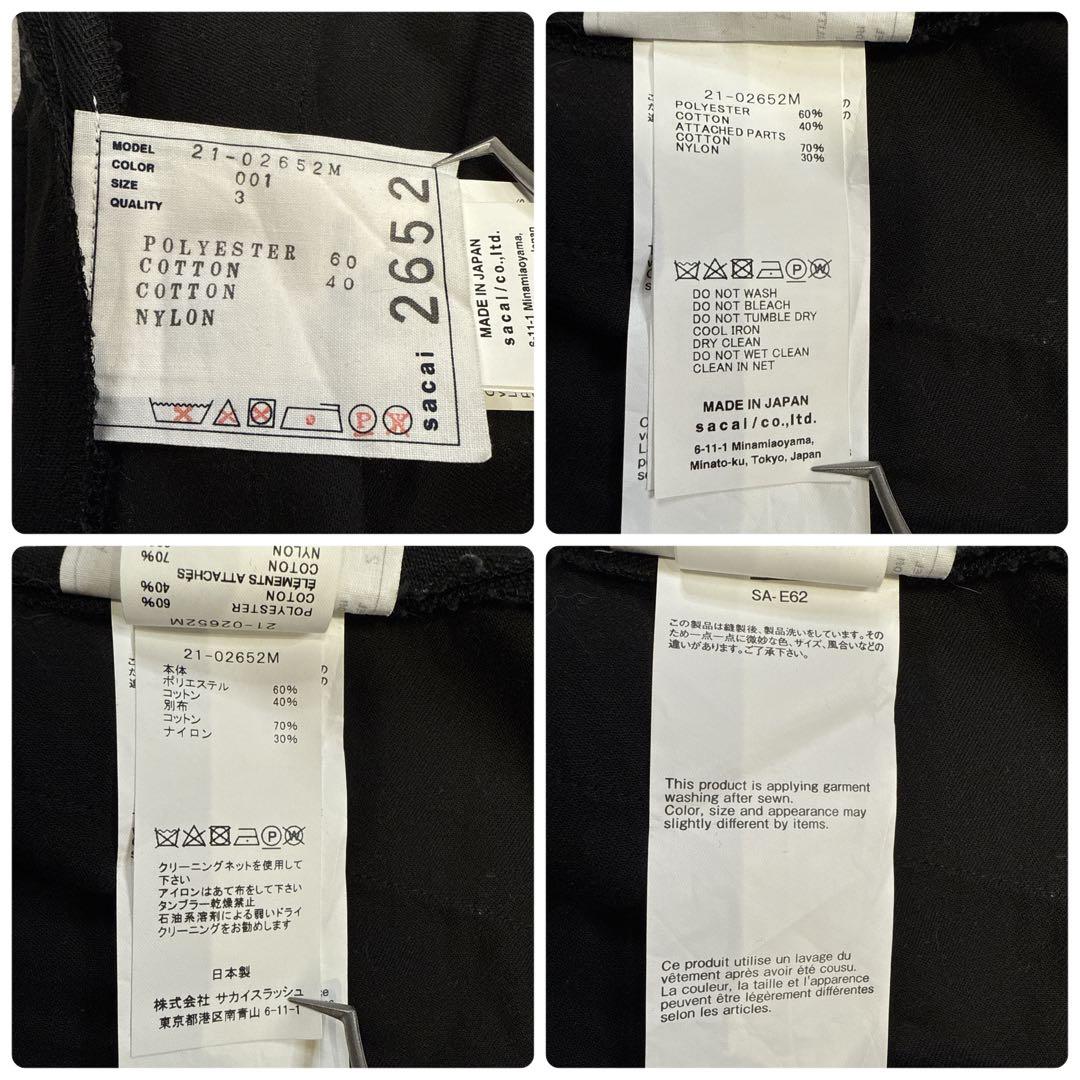 MODEL 21-02652M
COLOR 001
SIZE 3
QUALITY
POLYESTER 60
COTTON 40
COTTON
NYLON
sacai 2652
MADE IN JAPAN
sacai/co.,ltd.
6-11-1 Minamiaoyama,
21-02652M
POLYESTER 60%
COTTON 40%
ATTACHED PARTS
COTTON 70%
NYLON 30%
DO NOT WASH
DO NOT BLEACH
DO NOT TUMBLE DRY
COOL IRON
DRY CLEAN
DO NOT WET CLEAN
CLEAN IN NET
MADE IN JAPAN
sacai/co.,ltd.
6-11-1 Minamiaoyama,
Minato-ku, Tokyo, Japan
21-02652M
POLYESTER 60%
COTON 40%
ÉLÉMENTS ATTACHÉS
COTON 70%
NYLON
21-02652M
本体
ポリエステル 60%
コットン 40%
別布
コットン 70%
ナイロン 30%
クリーニングネットを使用して
下さい
アイロンはあて布をして下さい
タンブラー乾燥禁止
石油系溶剤による弱いドライ
クリーニングをお勧めします
日本製
株式会社 サカイスラッシュ
東京都港区南青山 6-11-1
SA-E62
この製品は縫製後、製品洗いをしています。その
ため一点一点に微妙な色、サイズ、風合いなどの
違いがあります。ご了承下さい。
This product is applying garment
washing after sewn.
Color, size and appearance may
slightly different by items.
Ce produit utilise un lavage du
vêtement après avoir été cousu.
La couleur, la taille et l'apparence
peuvent être légèrement différentes
selon les articles.